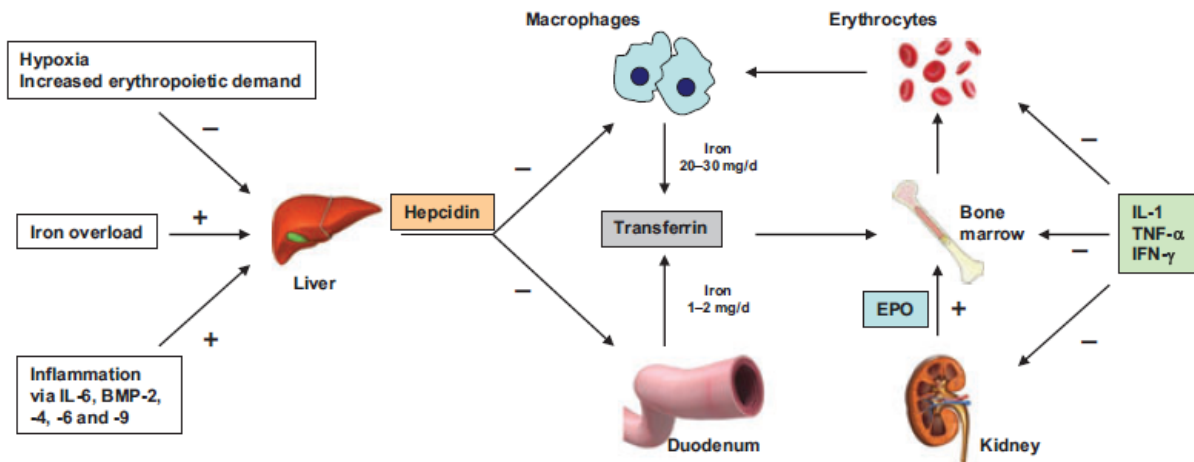 Macrophages
Erythrocytes
Hypoxia
Increased erythropoietic demand
−
−
Iron
20–30 mg/d
−
Iron overload
+
Liver
Hepcidin
Transferrin
Bone
marrow
−
IL-1
TNF-α
IFN-γ
−
Iron
1–2 mg/d
EPO
+
−
+
Inflammation
via IL-6, BMP-2,
-4, -6 and -9
Duodenum
Kidney